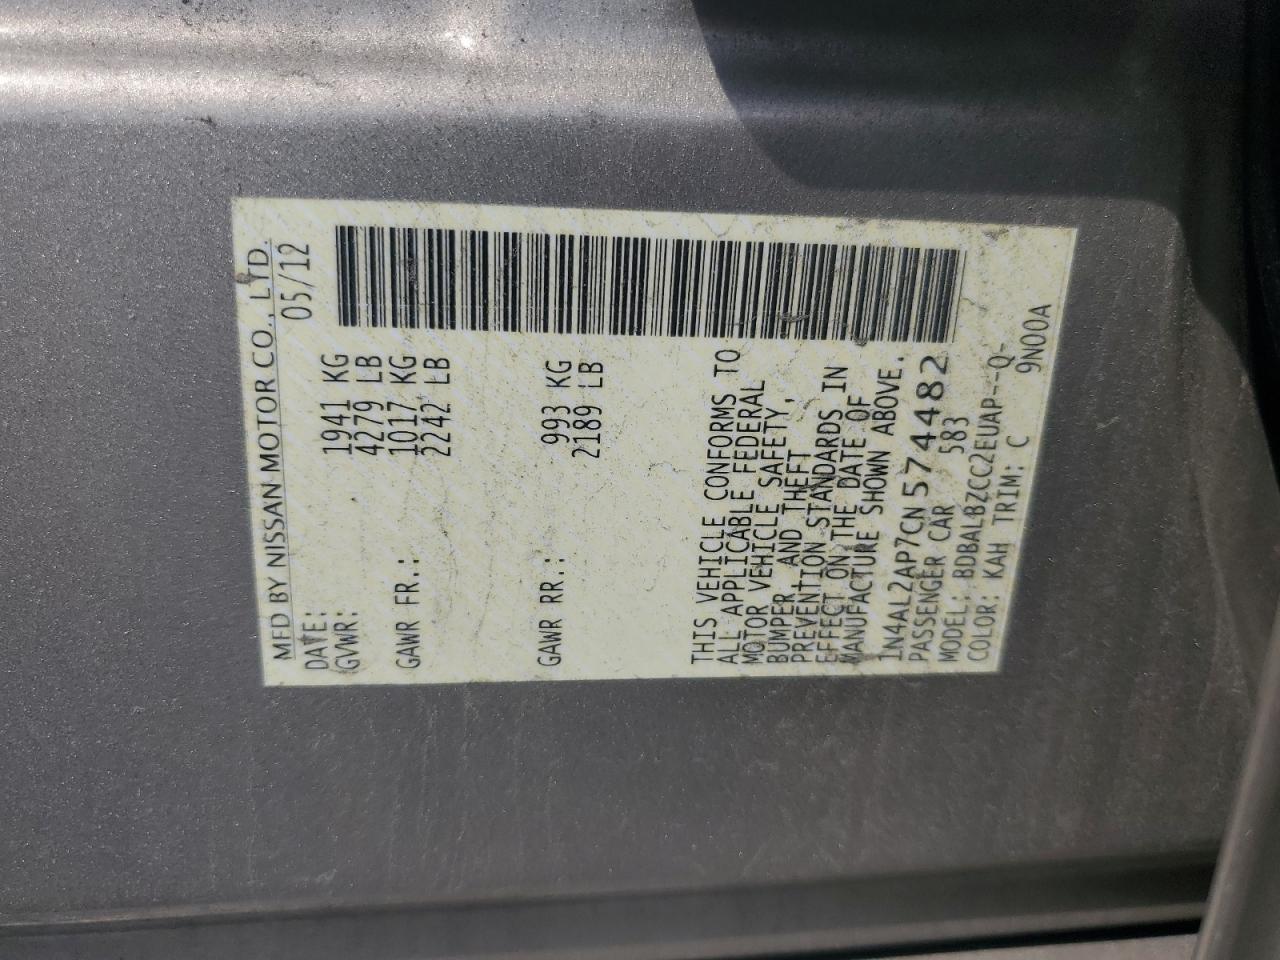 MFD BY NISSAN MOTOR CO., LTD.
DATE: 05/12
GVWR: 1941 KG
4279 LB
GAWR FR.: 1017 KG
2242 LB
GAWR RR.: 993 KG
2189 LB
THIS VEHICLE CONFORMS TO
ALL APPLICABLE FEDERAL
MOTOR VEHICLE SAFETY,
BUMPER AND THEFT
PREVENTION STANDARDS IN
EFFECT ON THE DATE OF
MANUFACTURE SHOWN ABOVE.
1N4AL2AP7CN574482
PASSENGER CAR 583
MODEL: BDBALBZCC2EUAP--Q-
COLOR: KAH TRIM: C 9N00A